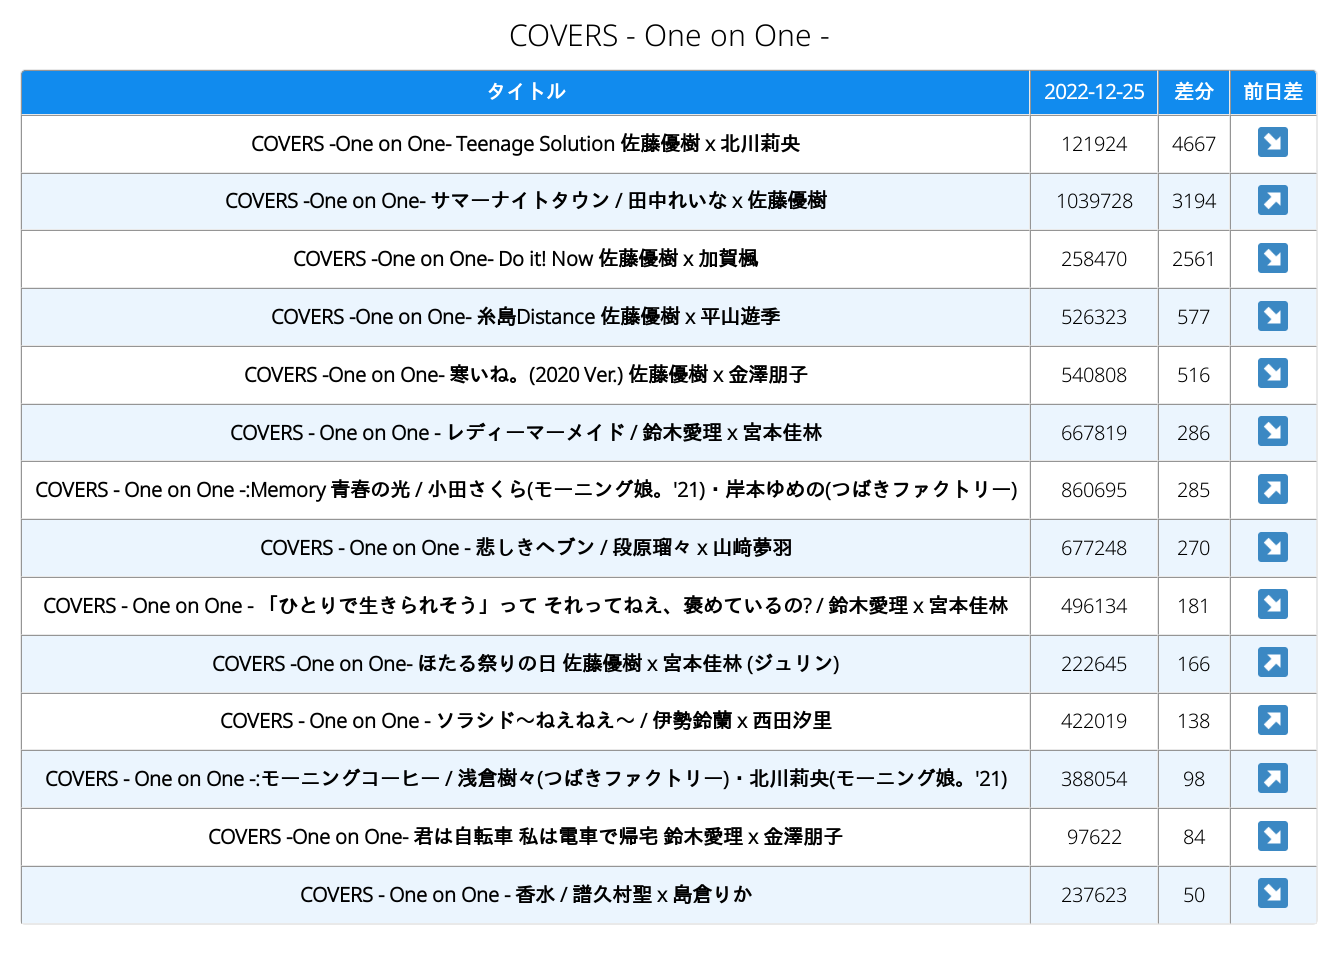 COVERS - One on One -
タイトル 2022-12-25 差分 前日差
COVERS -One on One- Teenage Solution 佐藤優樹 x 北川莉央 121924 4667 ↘
COVERS -One on One- サマーナイトタウン / 田中れいな x 佐藤優樹 1039728 3194 ↗
COVERS -One on One- Do it! Now 佐藤優樹 x 加賀楓 258470 2561 ↘
COVERS -One on One- 糸島Distance 佐藤優樹 x 平山遊季 526323 577 ↘
COVERS -One on One- 寒いね。(2020 Ver.) 佐藤優樹 x 金澤朋子 540808 516 ↘
COVERS - One on One - レディーマーメイド / 鈴木愛理 x 宮本佳林 667819 286 ↘
COVERS - One on One -:Memory 青春の光 / 小田さくら(モーニング娘。'21)・岸本ゆめの(つばきファクトリー) 860695 285 ↗
COVERS - One on One - 悲しきヘブン / 段原瑠々 x 山﨑夢羽 677248 270 ↘
COVERS - One on One - 「ひとりで生きられそう」って それってねえ、褒めているの? / 鈴木愛理 x 宮本佳林 496134 181 ↘
COVERS -One on One- ほたる祭りの日 佐藤優樹 x 宮本佳林 (ジュリン) 222645 166 ↗
COVERS - One on One - ソラシド～ねえねえ～ / 伊勢鈴蘭 x 西田汐里 422019 138 ↗
COVERS - One on One -:モーニングコーヒー / 浅倉樹々(つばきファクトリー)・北川莉央(モーニング娘。'21) 388054 98 ↗
COVERS -One on One- 君は自転車 私は電車で帰宅 鈴木愛理 x 金澤朋子 97622 84 ↘
COVERS - One on One - 香水 / 譜久村聖 x 島倉りか 237623 50 ↘